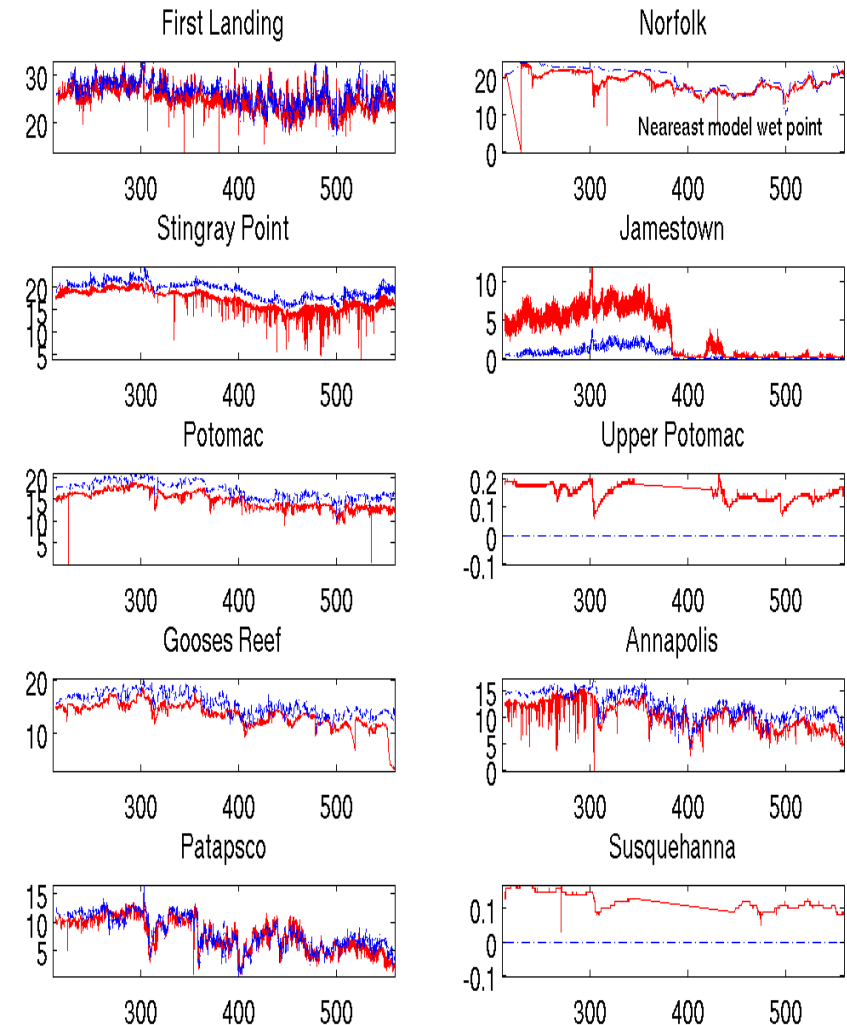 First Landing
30
20
300 400 500
Norfolk
20
10
0
Neareast model wet point
300 400 500
Stingray Point
20
15
10
5
300 400 500
Jamestown
10
5
0
300 400 500
Potomac
20
15
10
5
300 400 500
Upper Potomac
0.2
0.1
0
-0.1
300 400 500
Gooses Reef
20
10
300 400 500
Annapolis
15
10
5
0
300 400 500
Patapsco
15
10
5
300 400 500
Susquehanna
0.1
0
-0.1
300 400 500